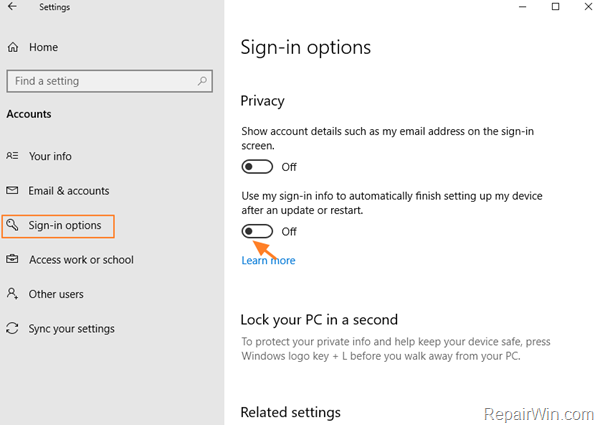 Settings
Home
Find a setting
Accounts
Your info
Email & accounts
Sign-in options
Access work or school
Other users
Sync your settings
Sign-in options
Privacy
Show account details such as my email address on the sign-in
screen.
Off
Use my sign-in info to automatically finish setting up my device
after an update or restart.
Off
Learn more
Lock your PC in a second
To protect your private info and help keep your device safe, press
Windows logo key + L before you walk away from your PC.
Related settings
RepairWin.com